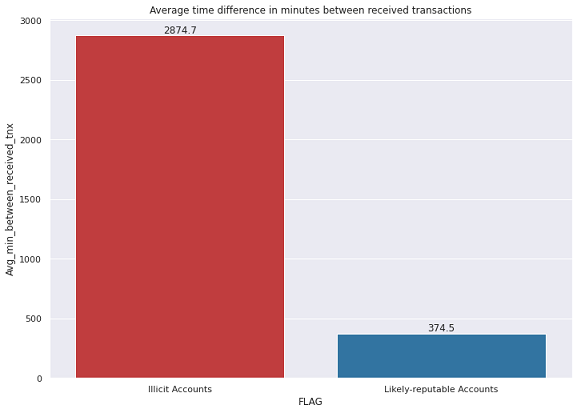 Average time difference in minutes between received transactions
2874.7
374.5
3000
2500
2000
1500
1000
500
0
Avg_min_between_received_tnx
Illicit Accounts
Likely-reputable Accounts
FLAG